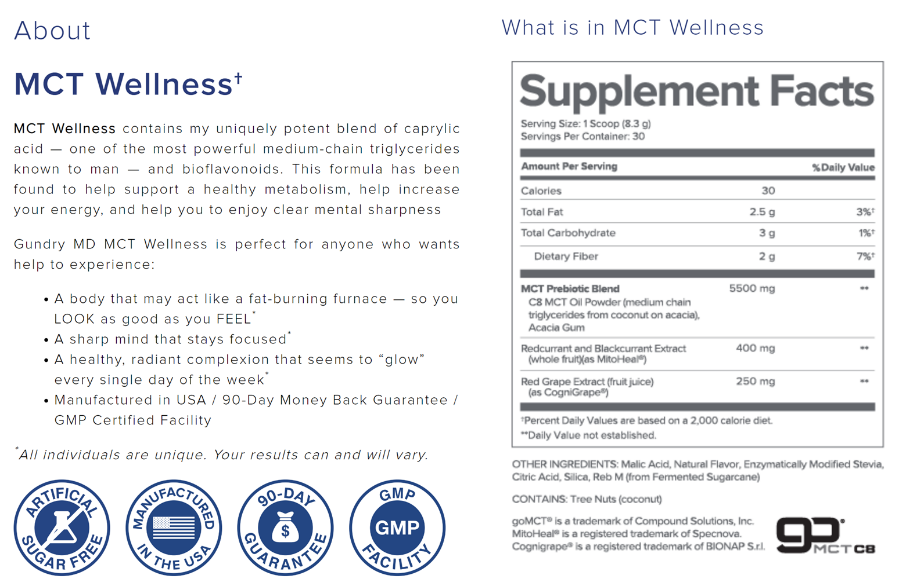 About
MCT Wellness†
MCT Wellness contains my uniquely potent blend of caprylic
acid — one of the most powerful medium-chain triglycerides
known to man — and bioflavonoids. This formula has been
found to help support a healthy metabolism, help increase
your energy, and help you to enjoy clear mental sharpness
Gundry MD MCT Wellness is perfect for anyone who wants
help to experience:
• A body that may act like a fat-burning furnace — so you
LOOK as good as you FEEL*
• A sharp mind that stays focused*
• A healthy, radiant complexion that seems to “glow”
every single day of the week*
• Manufactured in USA / 90-Day Money Back Guarantee /
GMP Certified Facility
*All individuals are unique. Your results can and will vary.
ARTIFICIAL
SUGAR FREE
MANUFACTURED
IN THE USA
90-DAY
$
GUARANTEE
GMP
GMP
FACILITY
What is in MCT Wellness
Supplement Facts
Serving Size: 1 Scoop (8.3 g)
Servings Per Container: 30
Amount Per Serving %Daily Value
Calories 30
Total Fat 2.5 g 3%†
Total Carbohydrate 3 g 1%†
Dietary Fiber 2 g 7%†
MCT Prebiotic Blend 5500 mg **
C8 MCT Oil Powder (medium chain
triglycerides from coconut on acacia),
Acacia Gum
Redcurrant and Blackcurrant Extract 400 mg **
(whole fruit)(as MitoHeal®)
Red Grape Extract (fruit juice) 250 mg **
(as CogniGrape®)
†Percent Daily Values are based on a 2,000 calorie diet.
**Daily Value not established.
OTHER INGREDIENTS: Malic Acid, Natural Flavor, Enzymatically Modified Stevia,
Citric Acid, Silica, Reb M (from Fermented Sugarcane)
CONTAINS: Tree Nuts (coconut)
goMCT® is a trademark of Compound Solutions, Inc.
MitoHeal® is a registered trademark of Specnova.
Cognigrape® is a registered trademark of BIONAP S.r.l.
go®
MCT C8